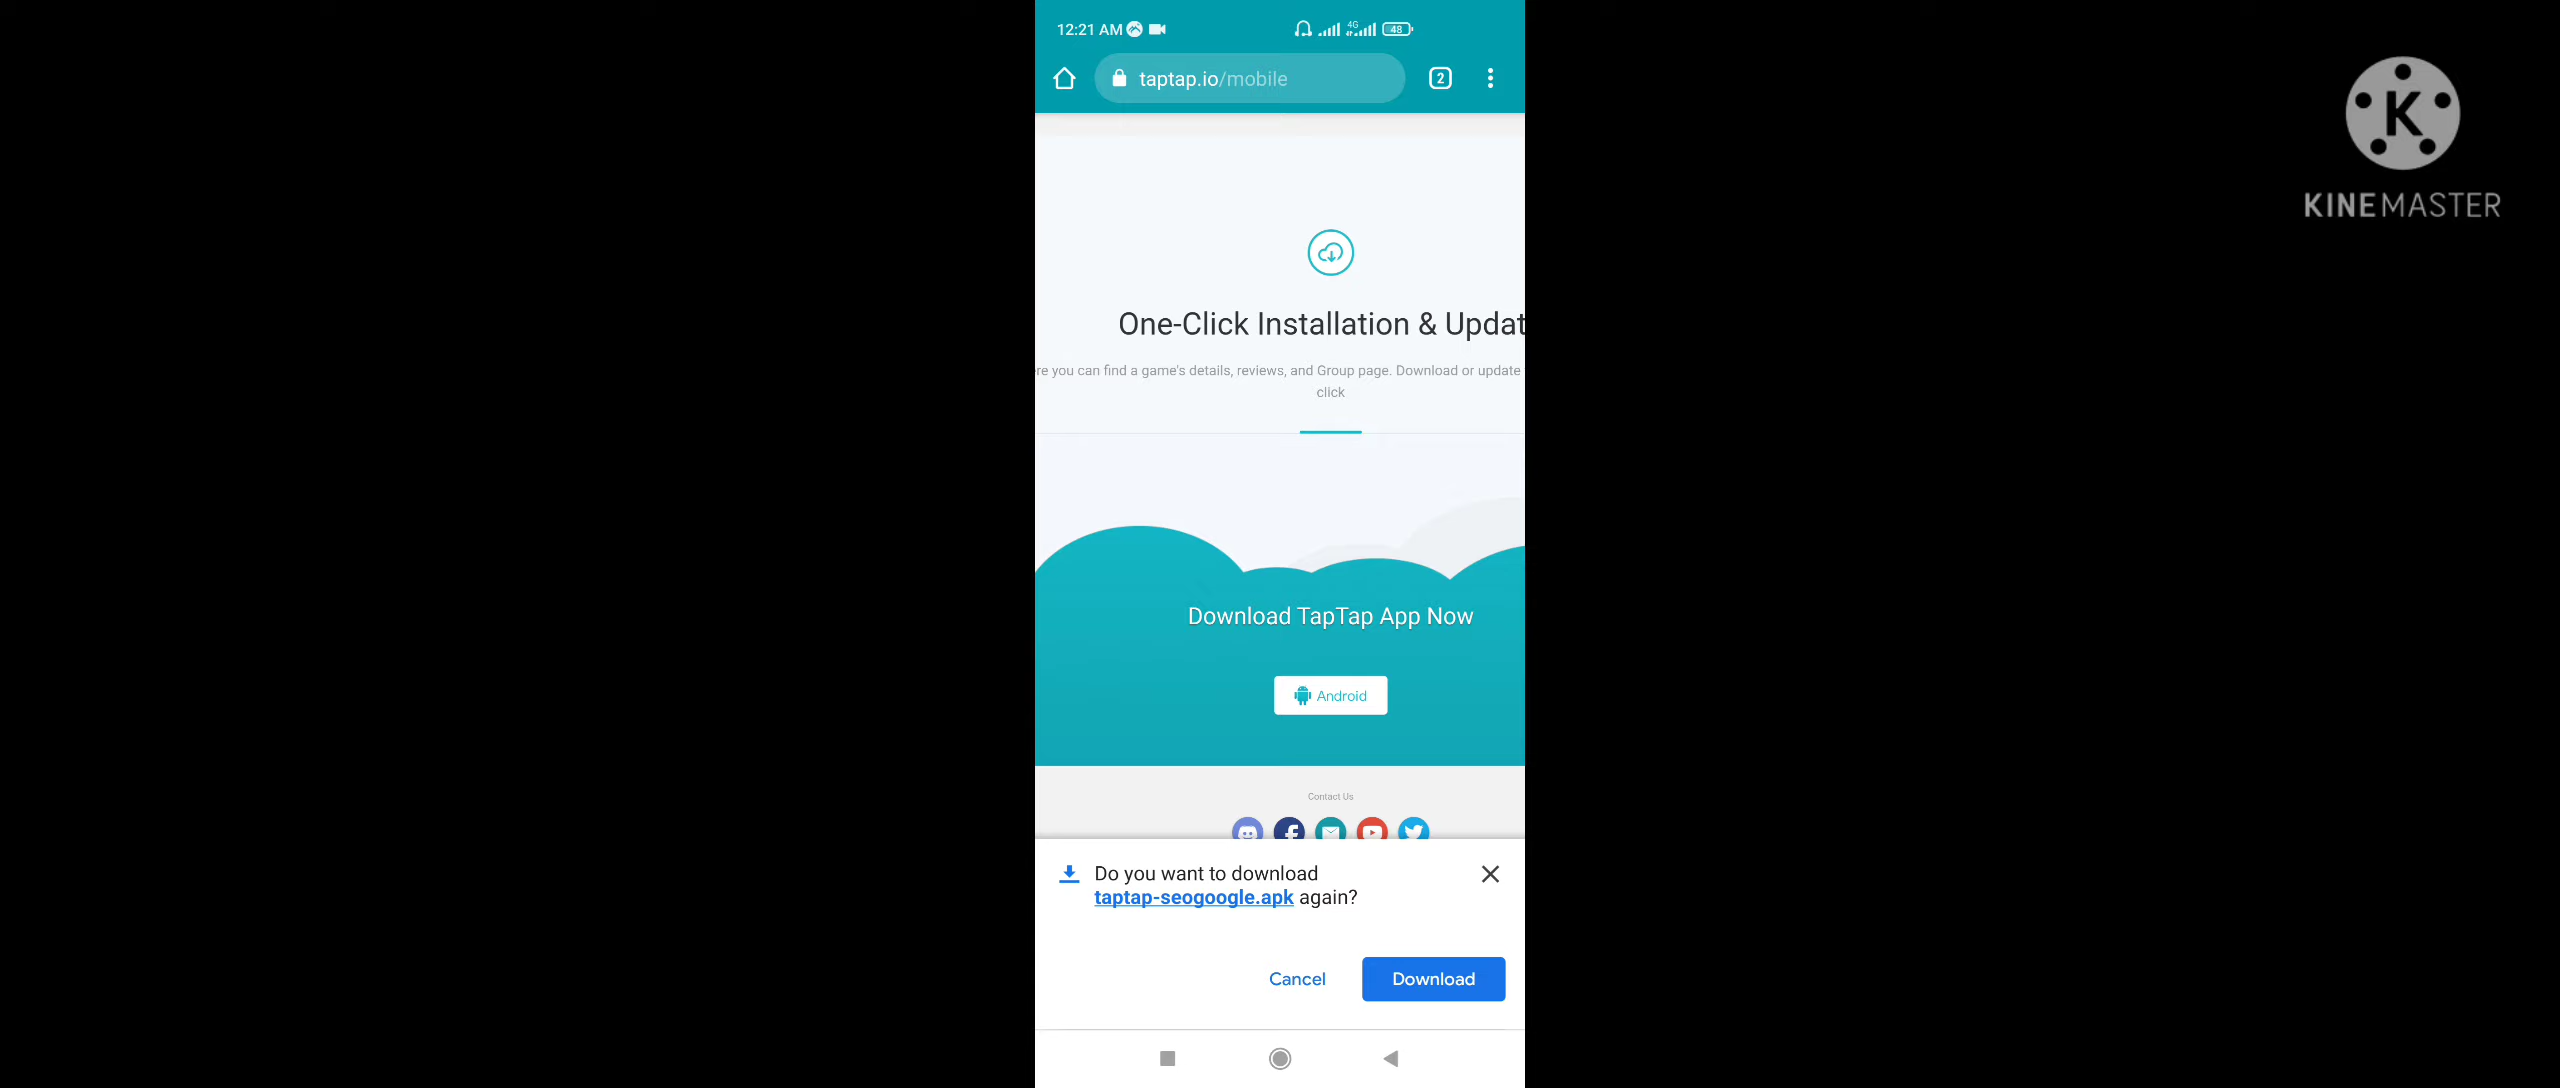 12:21 AM
4G
48
taptap.io/mobile
2
K
KINEMASTER
One-Click Installation & Updat
re you can find a game's details, reviews, and Group page. Download or update
click
Download TapTap App Now
Android
Contact Us
Do you want to download
taptap-seogoogle.apk again?
Cancel
Download